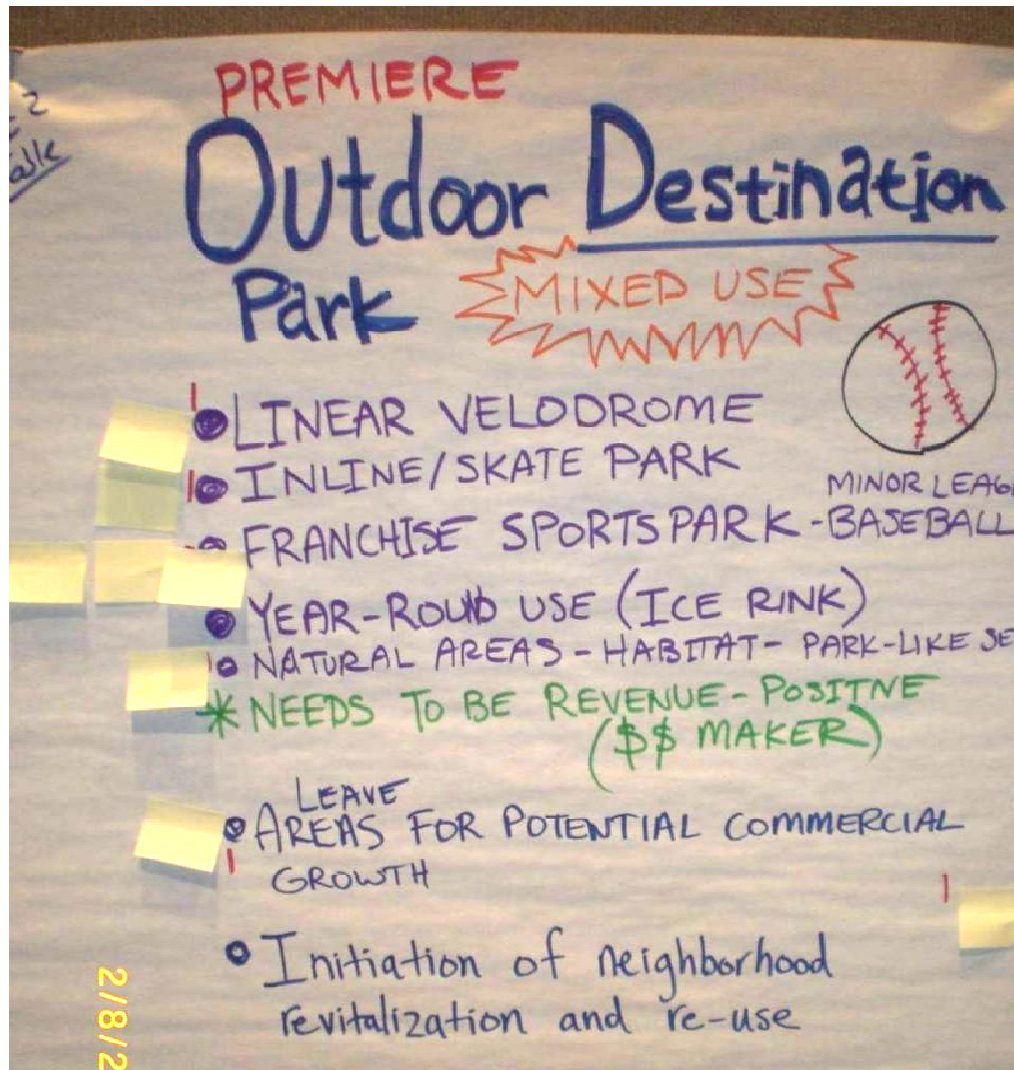 PREMIERE
Outdoor Destination
Park MIXED USE
• LINEAR VELODROME
• INLINE/SKATE PARK
MINOR LEAG
• FRANCHISE SPORTS PARK - BASEBALL
• YEAR-ROUND USE (ICE RINK)
• NATURAL AREAS - HABITAT - PARK-LIKE SE
* NEEDS TO BE REVENUE-POSITIVE
($$ MAKER)
LEAVE
• AREAS FOR POTENTIAL COMMERCIAL
GROWTH
• Initiation of neighborhood
revitalization and re-use
2/8/2